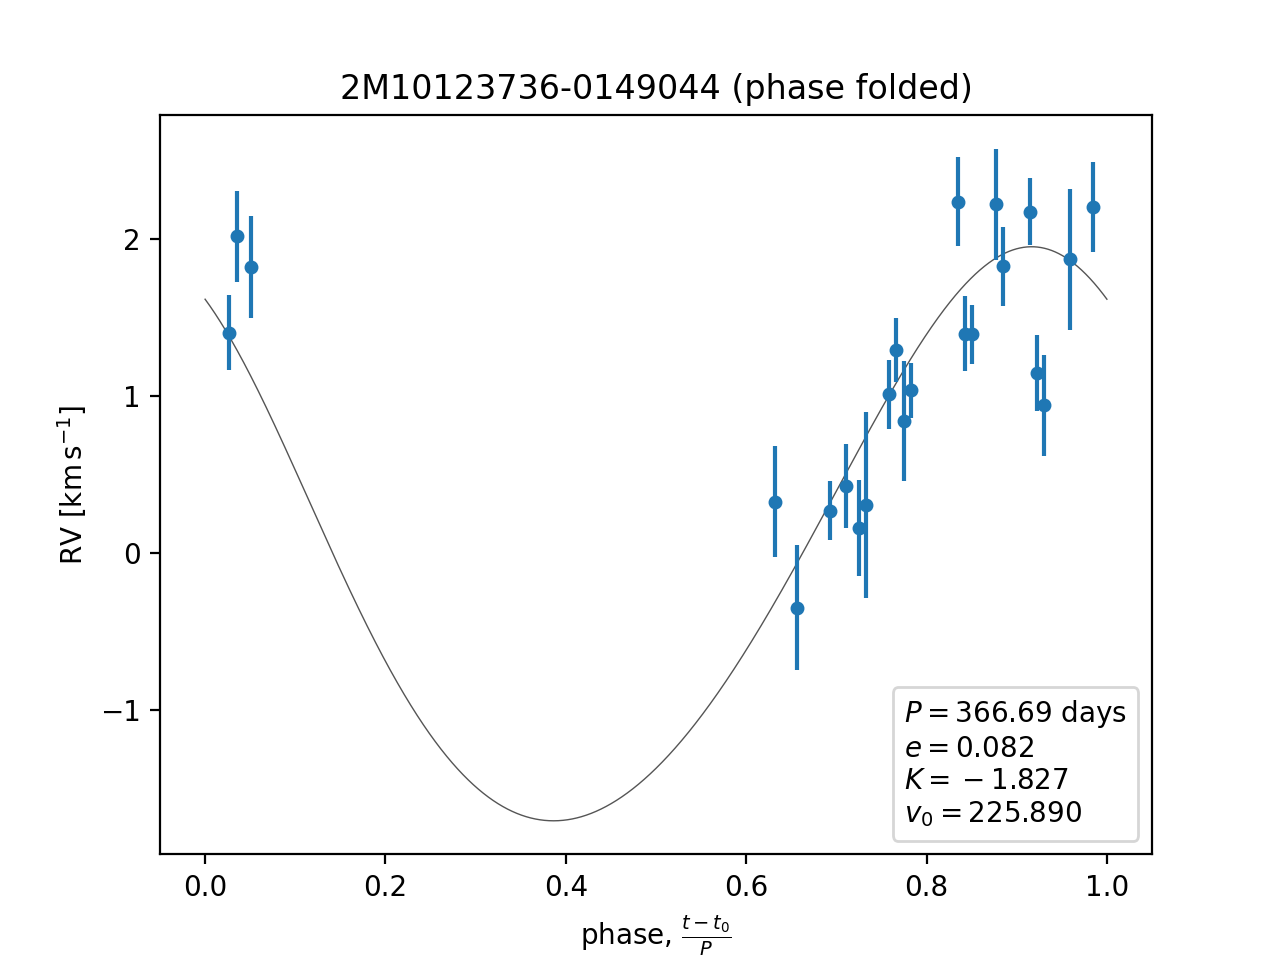 2M10123736-0149044 (phase folded)
2
1
0
−1
RV [km s⁻¹]
P = 366.69 days
e = 0.082
K = −1.827
v₀ = 225.890
0.0 0.2 0.4 0.6 0.8 1.0
phase, (t − t₀)/P